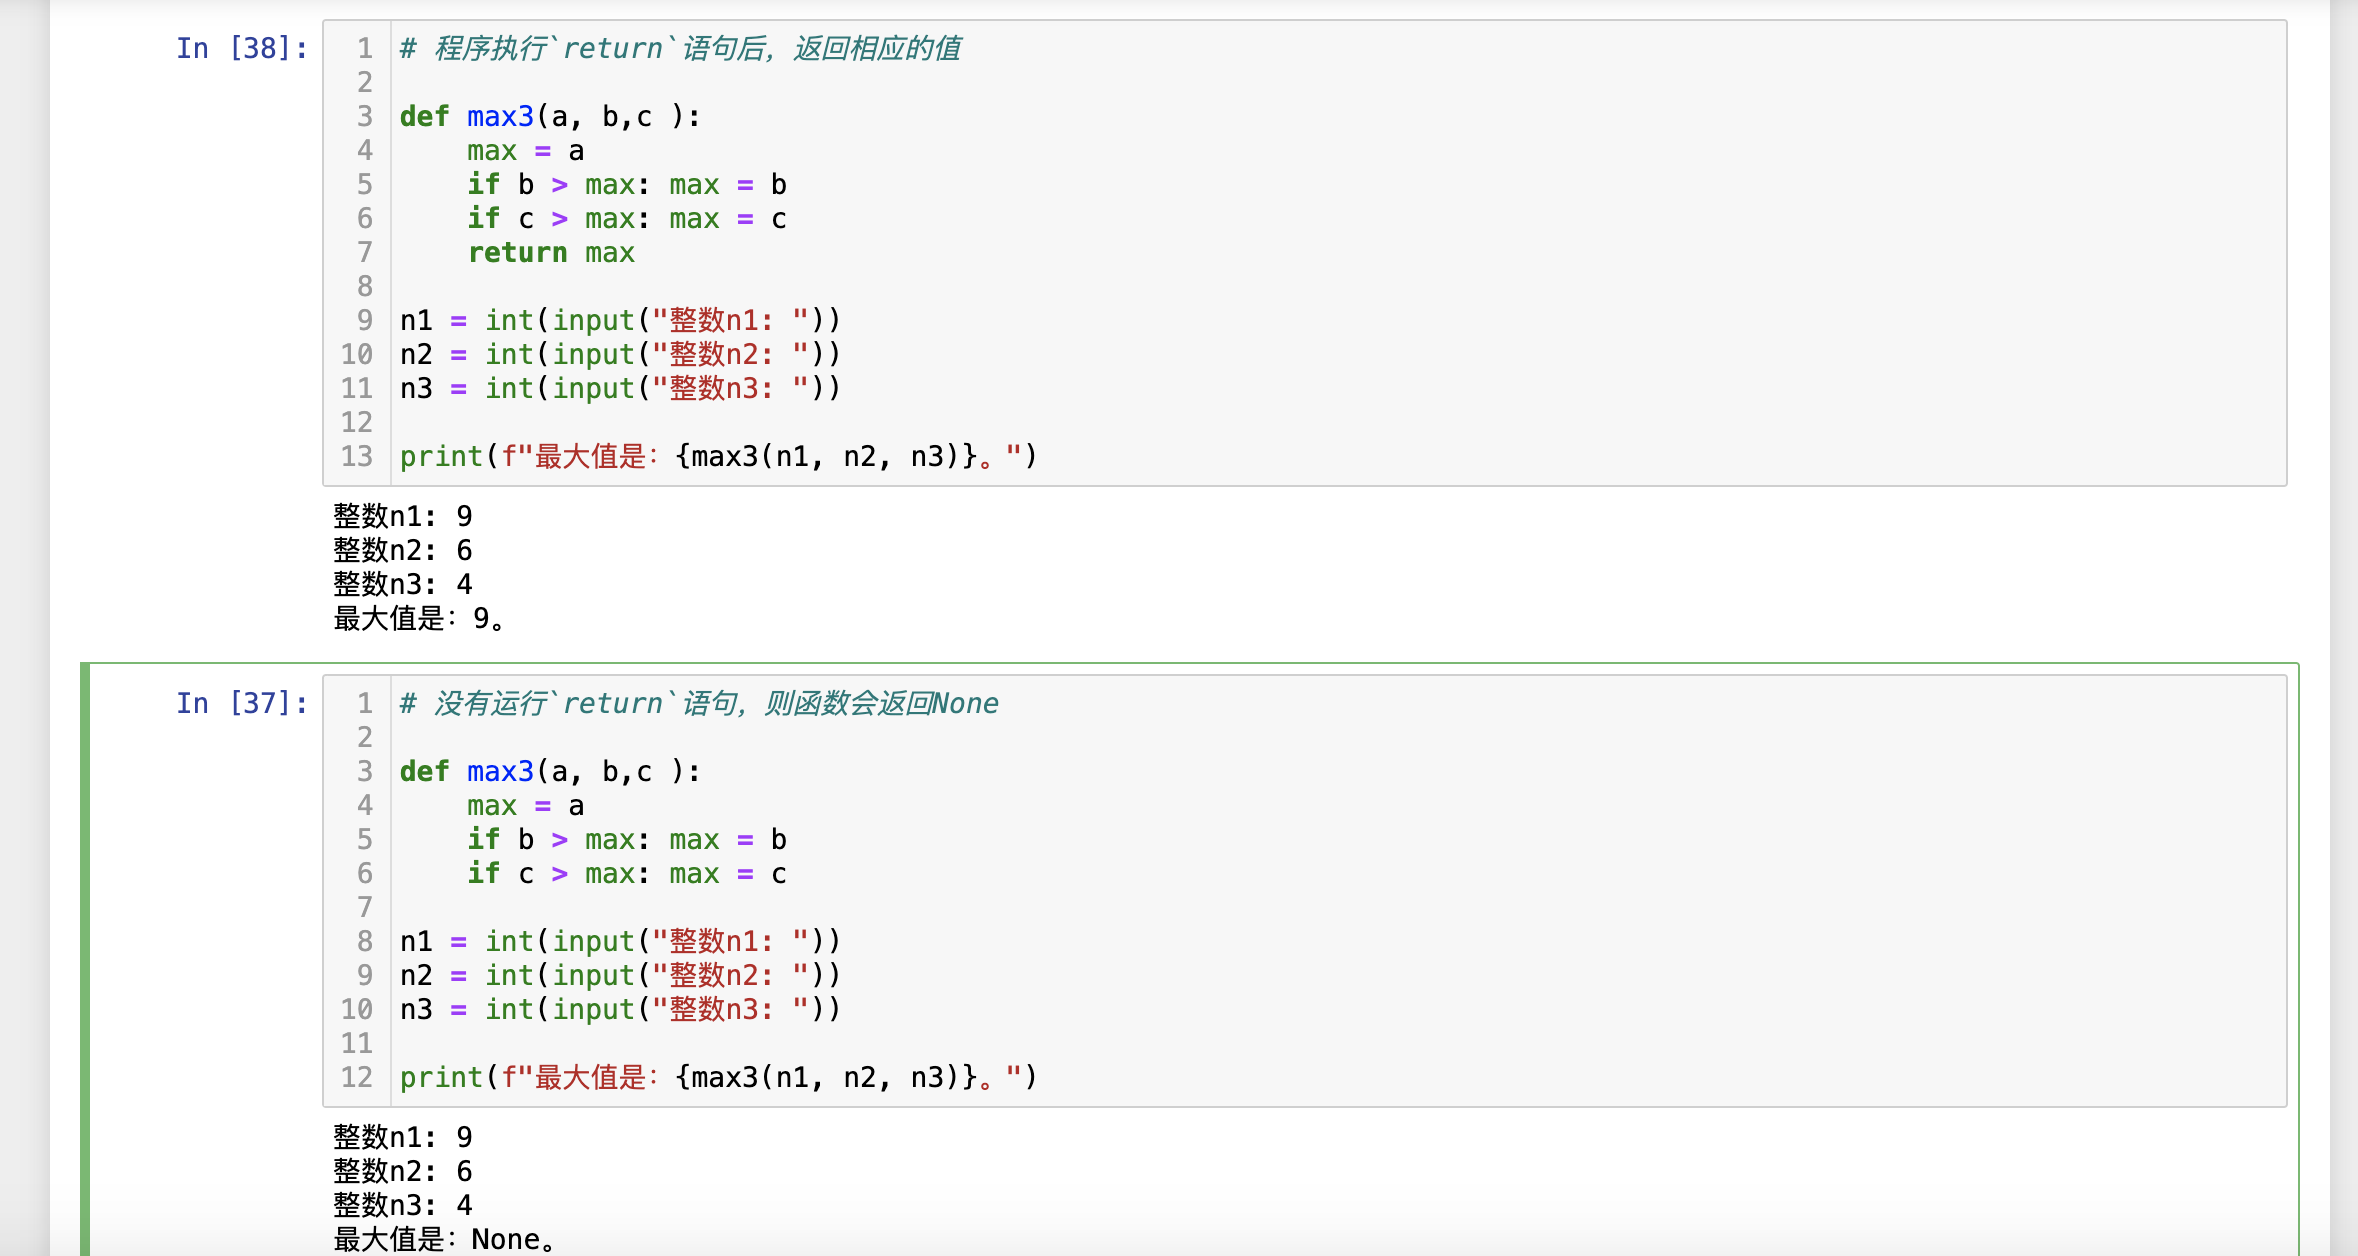 In [38]:
1 # 程序执行`return`语句后，返回相应的值
2
3 def max3(a, b,c ):
4     max = a
5     if b > max: max = b
6     if c > max: max = c
7     return max
8
9 n1 = int(input("整数n1: "))
10 n2 = int(input("整数n2: "))
11 n3 = int(input("整数n3: "))
12
13 print(f"最大值是：{max3(n1, n2, n3)}。")
整数n1: 9
整数n2: 6
整数n3: 4
最大值是：9。
In [37]:
1 # 没有运行`return`语句，则函数会返回None
2
3 def max3(a, b,c ):
4     max = a
5     if b > max: max = b
6     if c > max: max = c
7
8 n1 = int(input("整数n1: "))
9 n2 = int(input("整数n2: "))
10 n3 = int(input("整数n3: "))
11
12 print(f"最大值是：{max3(n1, n2, n3)}。")
整数n1: 9
整数n2: 6
整数n3: 4
最大值是：None。